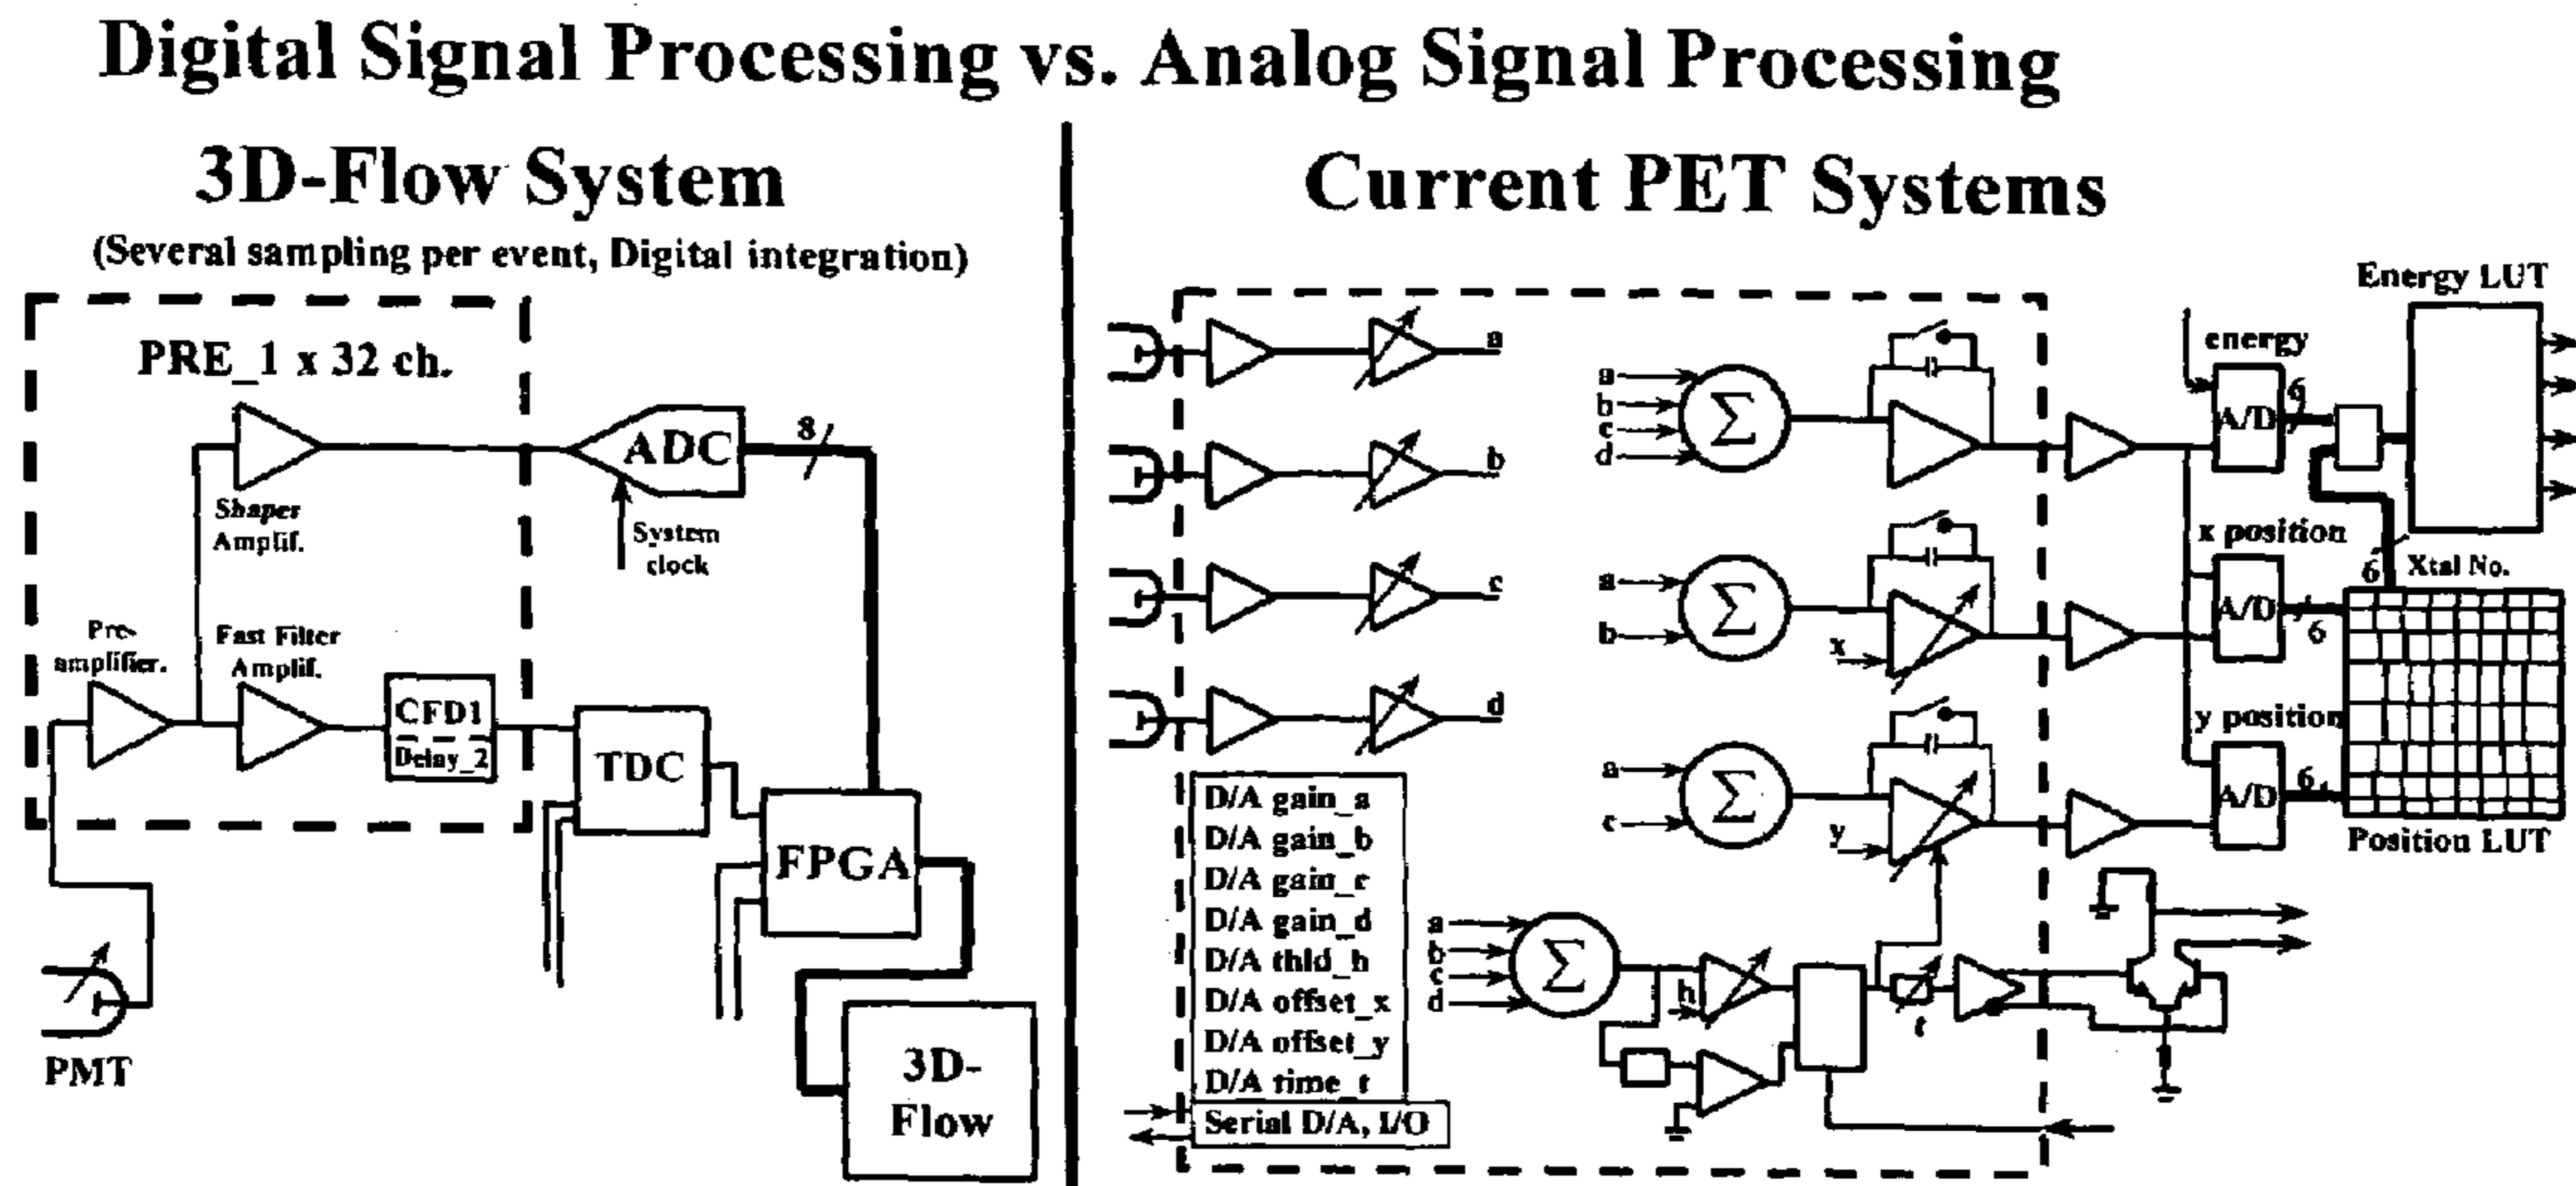 Digital Signal Processing vs. Analog Signal Processing
3D-Flow System
(Several sampling per event, Digital integration)
PRE_1 x 32 ch.
Shaper
Amplif.
ADC
8
System
clock
Pre-
amplifier.
Fast Filter
Amplif.
CFD1
Delay_2
TDC
FPGA
PMT
3D-
Flow
Current PET Systems
a
b
c
d
D/A gain_a
D/A gain_b
D/A gain_c
D/A gain_d
D/A thld_h
D/A offset_x
D/A offset_y
D/A time_t
Serial D/A, I/O
a
b
c
d
Σ
a
b
Σ
x
a
c
Σ
y
a
b
c
d
Σ
h
t
energy
A/D
6
Energy LUT
x position
A/D
6
6
Xtal No.
y position
A/D
6
Position LUT